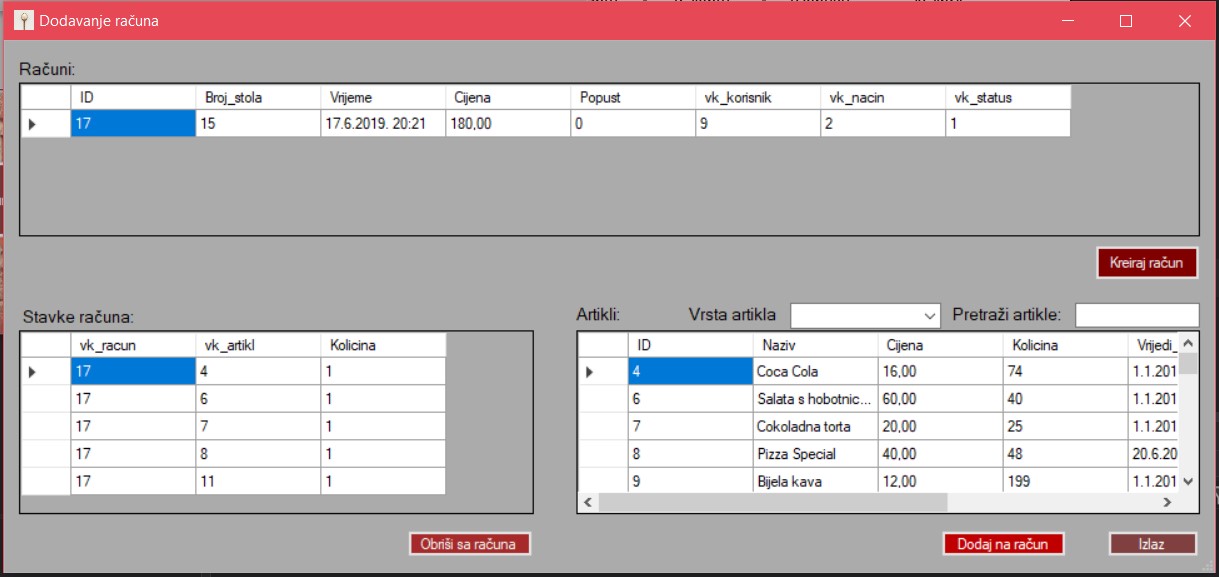 Dodavanje računa
Računi:
ID Broj_stola Vrijeme Cijena Popust vk_korisnik vk_nacin vk_status
17 15 17.6.2019. 20:21 180,00 0 9 2 1
Kreiraj račun
Stavke računa:
vk_racun vk_artikl Kolicina
17 4 1
17 6 1
17 7 1
17 8 1
17 11 1
Obriši sa računa
Artikli: Vrsta artikla Pretraži artikle:
ID Naziv Cijena Kolicina Vrijedi_
4 Coca Cola 16,00 74 1.1.201
6 Salata s hobotnic... 60,00 40 1.1.201
7 Cokoladna torta 20,00 25 1.1.201
8 Pizza Special 40,00 48 20.6.20
9 Bijela kava 12,00 199 1.1.201
Dodaj na račun Izlaz